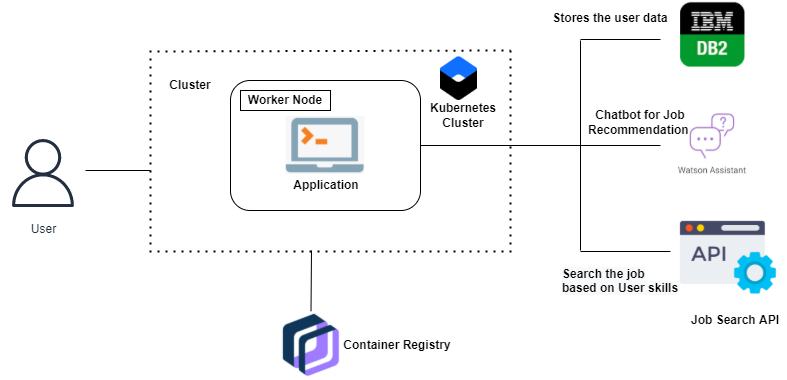 Stores the user data
IBM
DB2
Cluster
Worker Node
Kubernetes
Cluster
Application
Chatbot for Job
Recommendation
?
Watson Assistant
User
API
Search the job
based on User skills
Job Search API
Container Registry